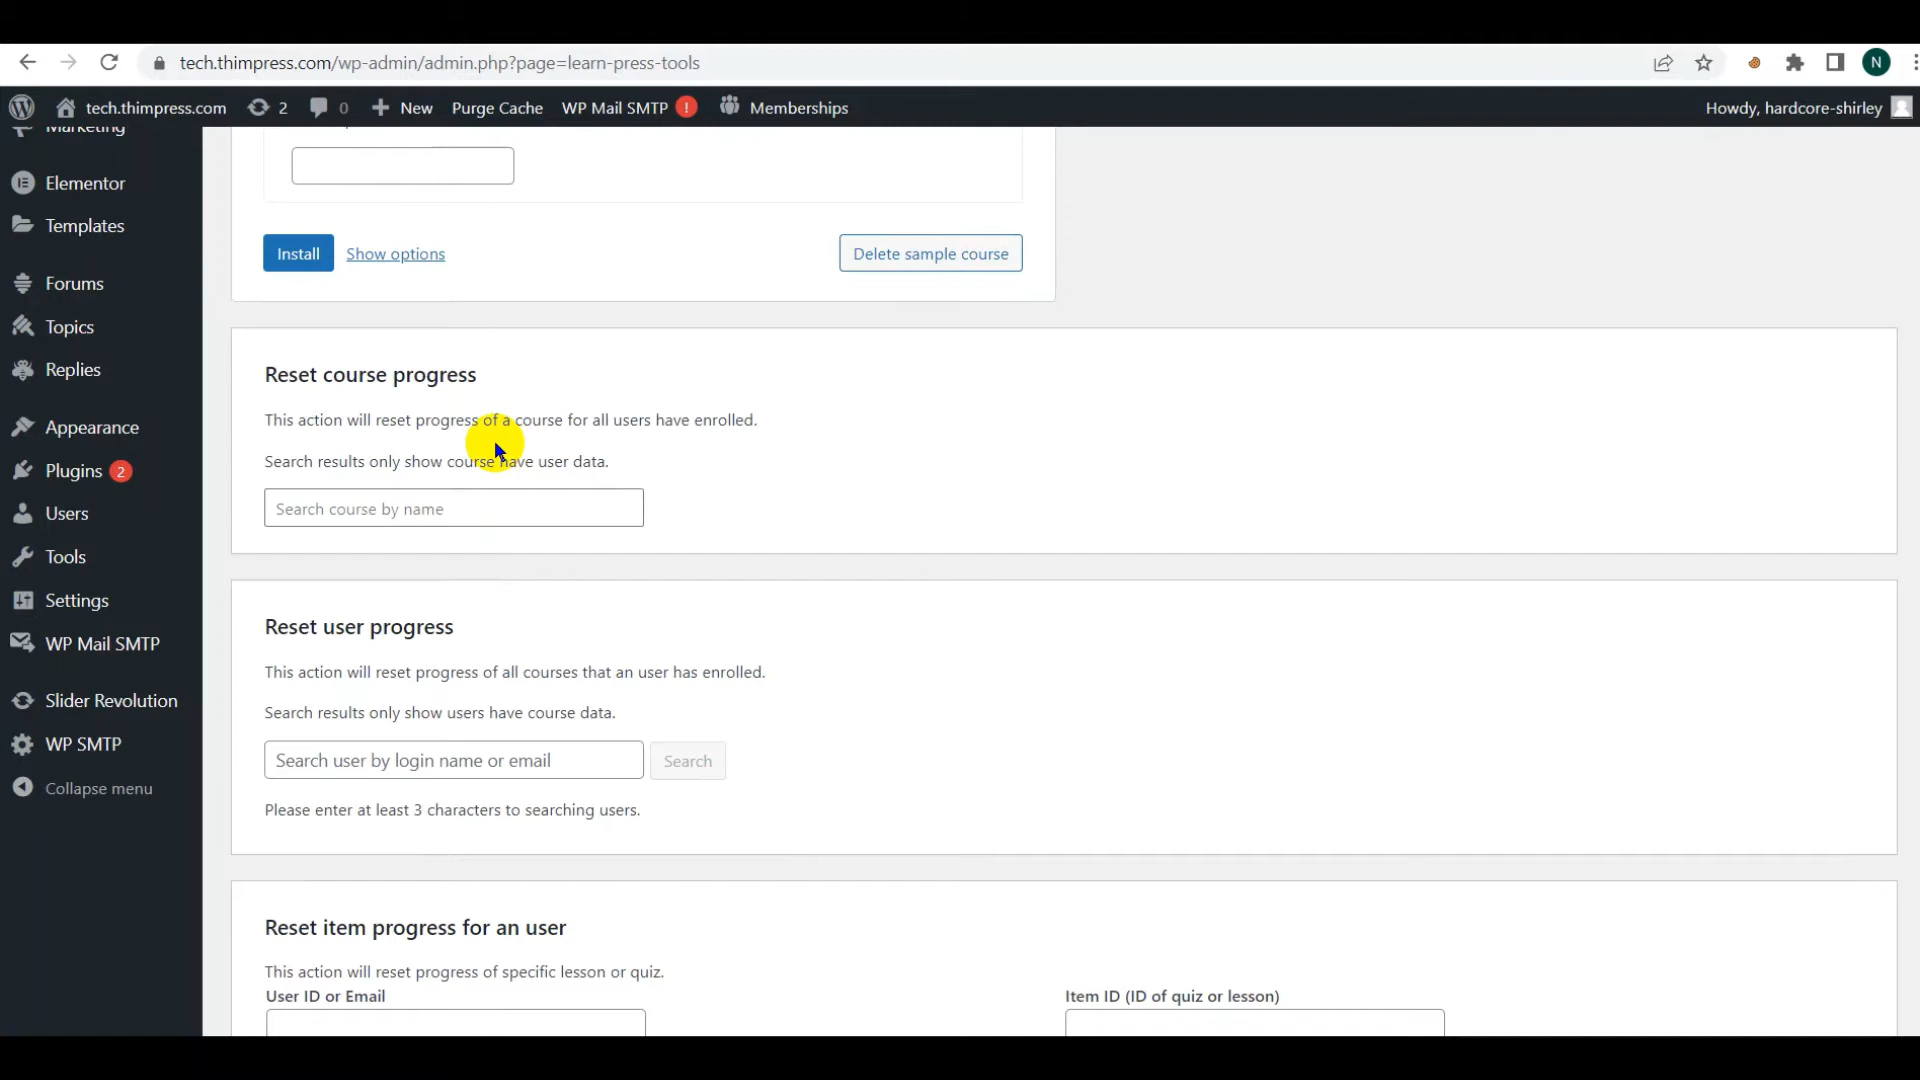 tech.thimpress.com/wp-admin/admin.php?page=learn-press-tools
N
tech.thimpress.com 2 0 New Purge Cache WP Mail SMTP ! Memberships Howdy, hardcore-shirley
Marketing
Elementor
Templates
Forums
Topics
Replies
Appearance
Plugins 2
Users
Tools
Settings
WP Mail SMTP
Slider Revolution
WP SMTP
Collapse menu
Install Show options Delete sample course
Reset course progress
This action will reset progress of a course for all users have enrolled.
Search results only show course have user data.
Search course by name
Reset user progress
This action will reset progress of all courses that an user has enrolled.
Search results only show users have course data.
Search user by login name or email Search
Please enter at least 3 characters to searching users.
Reset item progress for an user
This action will reset progress of specific lesson or quiz.
User ID or Email Item ID (ID of quiz or lesson)